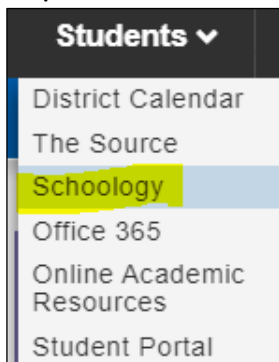 Students
District Calendar
The Source
Schoology
Office 365
Online Academic
Resources
Student Portal